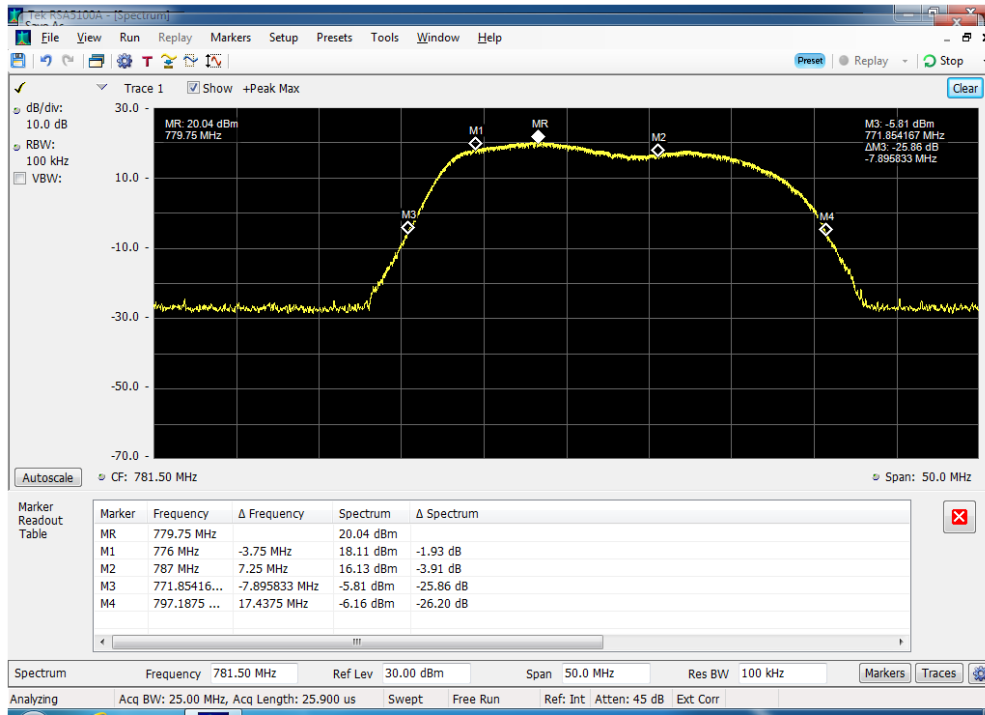 Tek RSA5100A - [Spectrum]
File View Run Replay Markers Setup Presets Tools Window Help
Preset Replay Stop
Trace 1 Show +Peak Max Clear
dB/div:
10.0 dB
RBW:
100 kHz
VBW:
30.0 -
10.0 -
-10.0 -
-30.0 -
-50.0 -
-70.0 -
MR: 20.04 dBm
779.75 MHz
M1
MR
M2
M3
M4
M3: -5.81 dBm
771.854167 MHz
ΔM3: -25.86 dB
-7.895833 MHz
Autoscale CF: 781.50 MHz Span: 50.0 MHz
Marker
Readout
Table
Marker Frequency Δ Frequency Spectrum Δ Spectrum
MR 779.75 MHz 20.04 dBm
M1 776 MHz -3.75 MHz 18.11 dBm -1.93 dB
M2 787 MHz 7.25 MHz 16.13 dBm -3.91 dB
M3 771.85416... -7.895833 MHz -5.81 dBm -25.86 dB
M4 797.1875 ... 17.4375 MHz -6.16 dBm -26.20 dB
Spectrum Frequency 781.50 MHz Ref Lev 30.00 dBm Span 50.0 MHz Res BW 100 kHz Markers Traces
Analyzing Acq BW: 25.00 MHz, Acq Length: 25.900 us Swept Free Run Ref: Int Atten: 45 dB Ext Corr